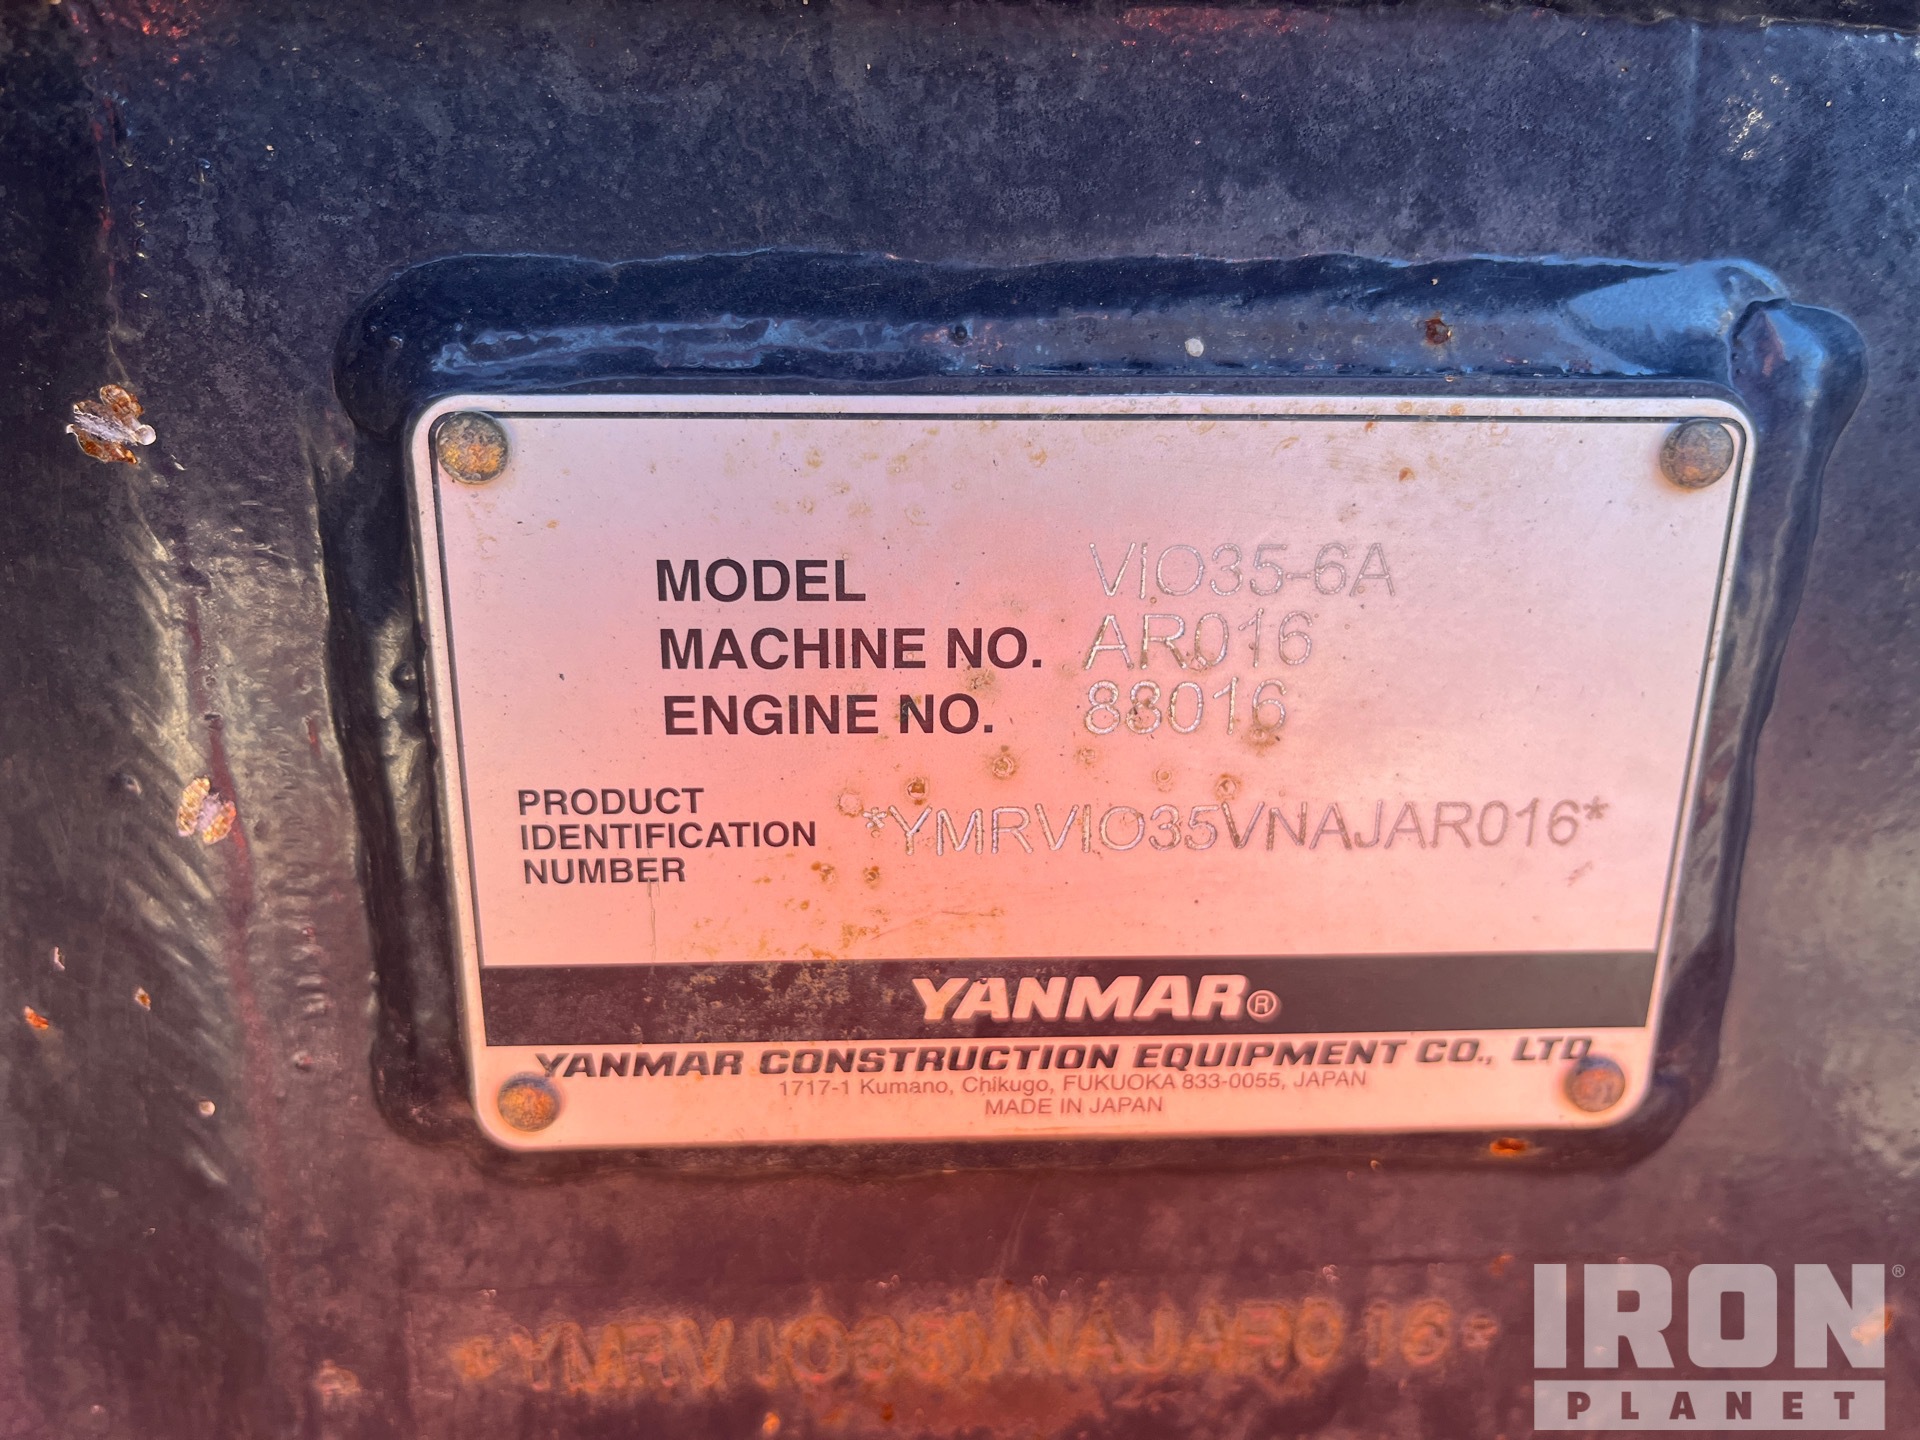 MODEL VIO35-6A
MACHINE NO. AR016
ENGINE NO. 88016
PRODUCT
IDENTIFICATION
NUMBER
*YMRVIO35VNAJAR016*
YANMAR®
YANMAR CONSTRUCTION EQUIPMENT CO., LTD.
1717-1 Kumano, Chikugo, FUKUOKA 833-0055, JAPAN
MADE IN JAPAN
*YMRVIO35VNAJAR016*
IRON®
PLANET